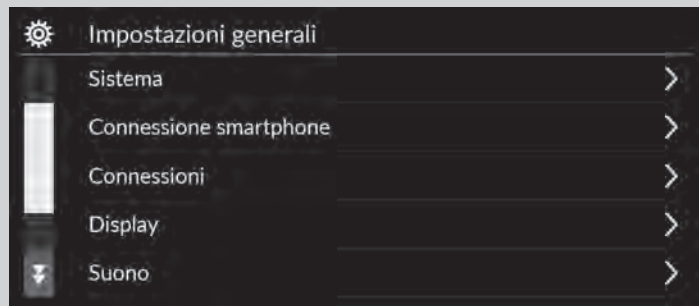 Impostazioni generali
Sistema
Connessione smartphone
Connessioni
Display
Suono